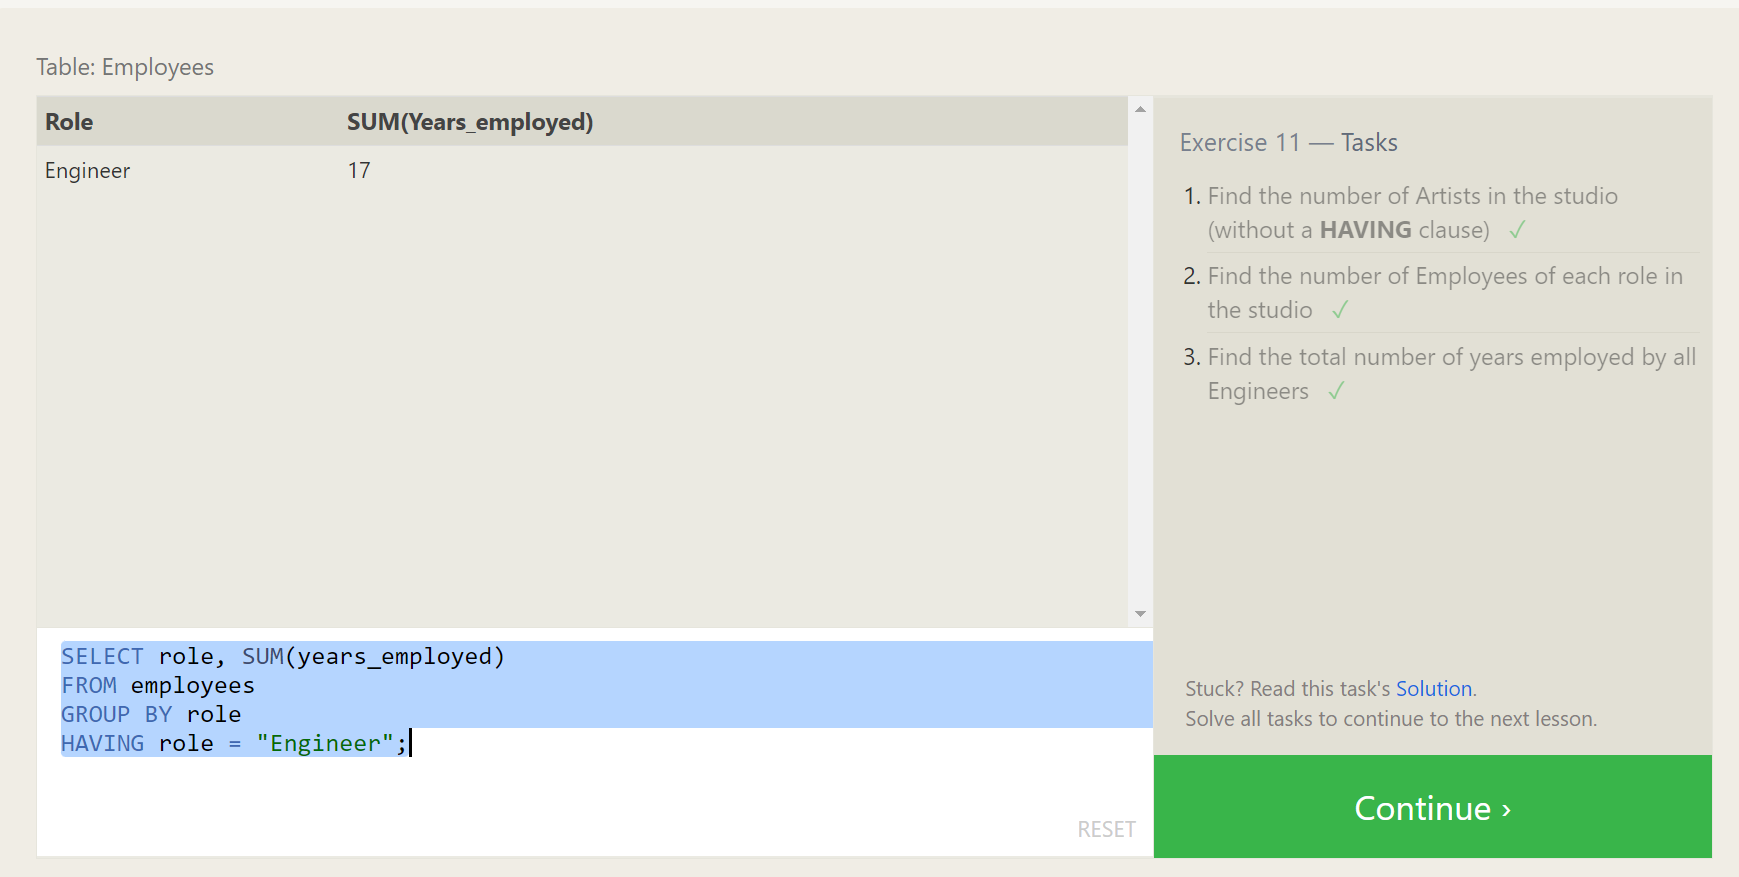 Table: Employees
Role SUM(Years_employed)
Engineer 17
SELECT role, SUM(years_employed)
FROM employees
GROUP BY role
HAVING role = "Engineer";
RESET
Exercise 11 — Tasks
1. Find the number of Artists in the studio
(without a HAVING clause) ✓
2. Find the number of Employees of each role in
the studio ✓
3. Find the total number of years employed by all
Engineers ✓
Stuck? Read this task's Solution.
Solve all tasks to continue to the next lesson.
Continue ›